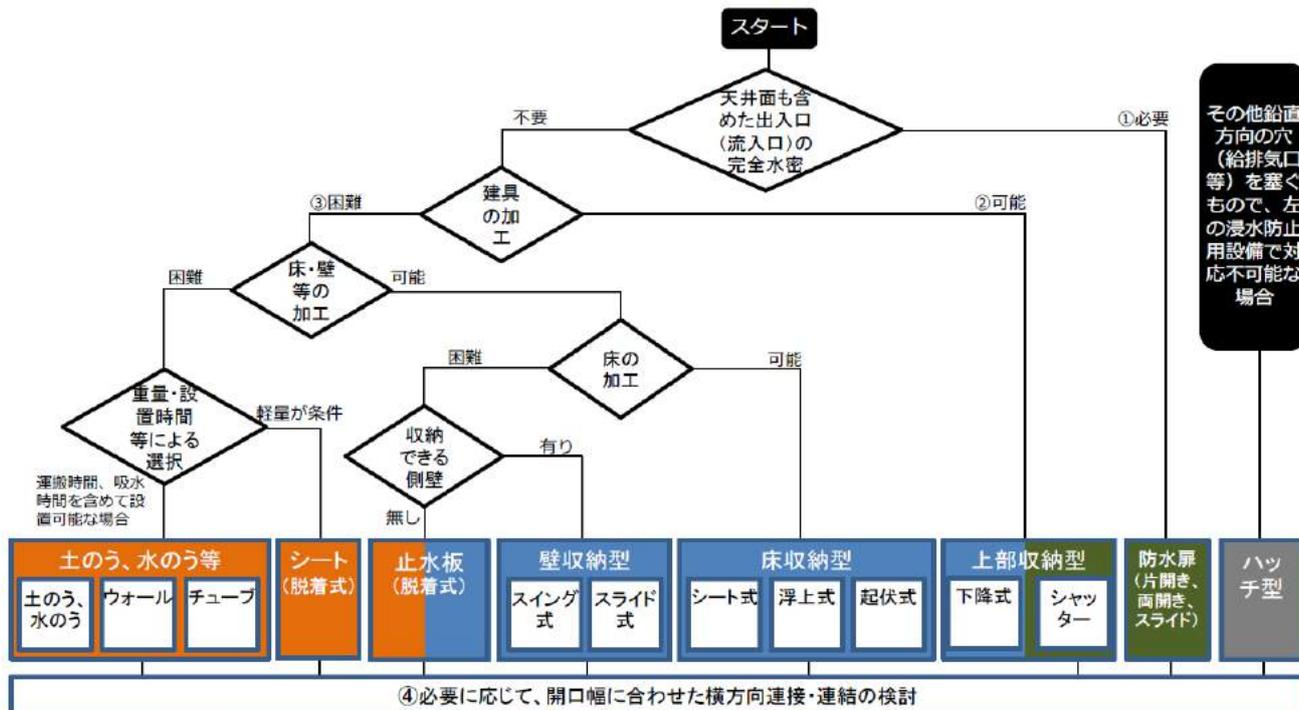 スタート
天井面も含
めた出入口
(流入口)の
完全水密
不要
①必要
その他鉛直
方向の穴
（給排気口
等）を塞ぐ
もので、左
の浸水防止
用設備で対
応不可能な
場合
建具
の加
工
③困難
②可能
床・壁
等の
加工
困難
可能
床の
加工
困難
可能
重量・設
置時間
等による
選択
軽量が条件
収納
できる
側壁
有り
無し
運搬時間、吸水
時間を含めて設
置可能な場合
土のう、水のう等
土のう、
水のう
ウォール
チューブ
シート
(脱着式)
止水板
(脱着式)
壁収納型
スイング
式
スライド
式
床収納型
シート式
浮上式
起伏式
上部収納型
下降式
シャッ
ター
防水扉
(片開き、
両開き、
スライド)
ハッ
チ型
④必要に応じて、開口幅に合わせた横方向連接・連結の検討